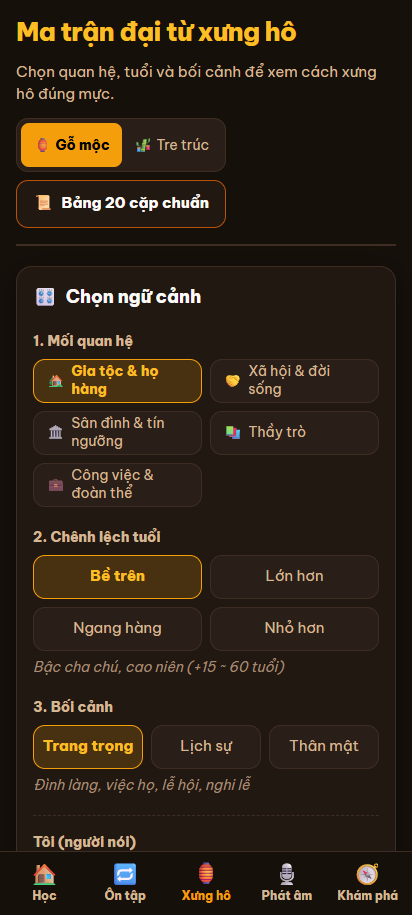 Ma trận đại từ xưng hô
Chọn quan hệ, tuổi và bối cảnh để xem cách xưng
hô đúng mực.
Gỗ mộc
Tre trúc
Bảng 20 cặp chuẩn
Chọn ngữ cảnh
1. Mối quan hệ
Gia tộc & họ
hàng
Xã hội & đời
sống
Sân đình & tín
ngưỡng
Thầy trò
Công việc &
đoàn thể
2. Chênh lệch tuổi
Bề trên
Lớn hơn
Ngang hàng
Nhỏ hơn
Bậc cha chú, cao niên (+15 ~ 60 tuổi)
3. Bối cảnh
Trang trọng
Lịch sự
Thân mật
Đình làng, việc họ, lễ hội, nghi lễ
Tôi (người nói)
Học
Ôn tập
Xưng hô
Phát âm
Khám phá